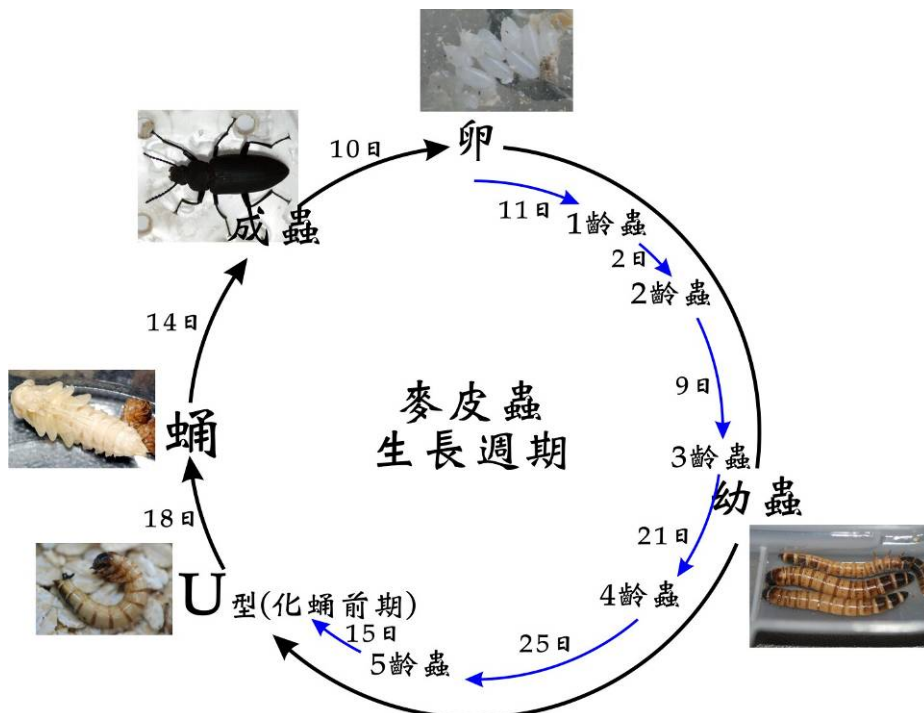 卵
11日
1齡蟲
2日
2齡蟲
9日
3齡蟲
幼蟲
21日
4齡蟲
25日
5齡蟲
15日
U型(化蛹前期)
18日
蛹
14日
成蟲
10日
麥皮蟲
生長週期